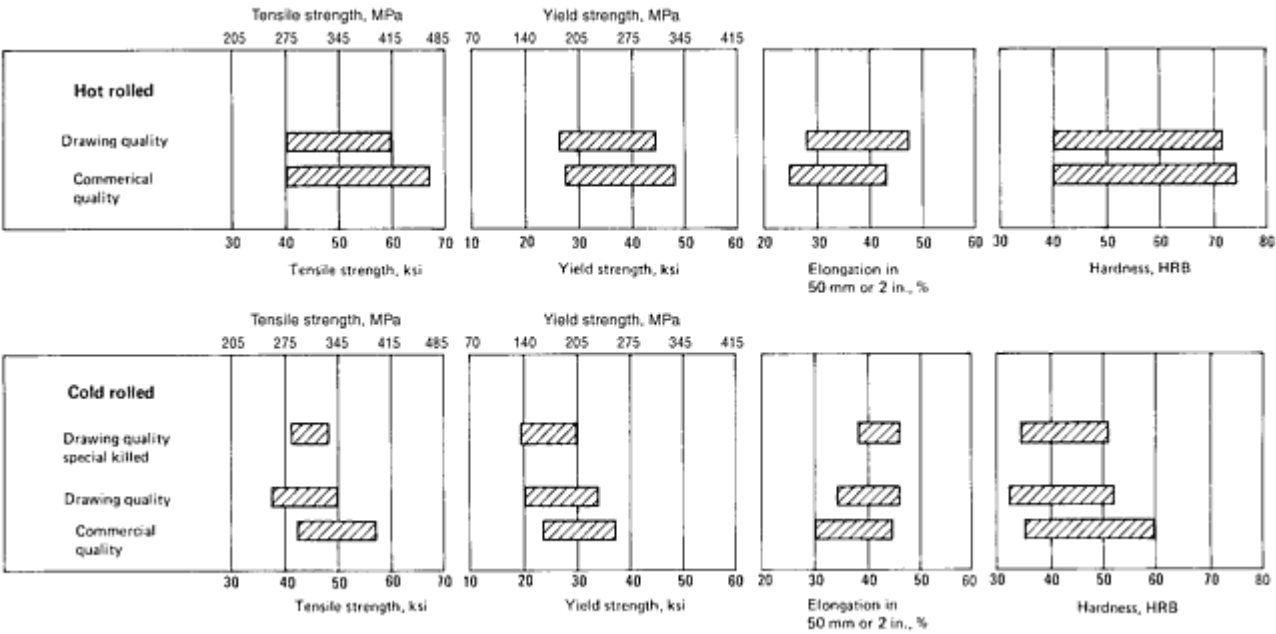 Tensile strength, MPa Yield strength, MPa
205 275 345 415 485 70 140 205 275 345 415
Hot rolled
Drawing quality
Commerical
quality
30 40 50 60 70 10 20 30 40 50 60 20 30 40 50 60 30 40 50 60 70 80
Tensile strength, ksi Yield strength, ksi Elongation in Hardness, HRB
50 mm or 2 in., %
Tensile strength, MPa Yield strength, MPa
205 275 345 415 485 70 140 205 275 345 415
Cold rolled
Drawing quality
special killed
Drawing quality
Commercial
quality
30 40 50 60 70 10 20 30 40 50 60 20 30 40 50 60 30 40 50 60 70 80
Tensile strength, ksi Yield strength, ksi Elongation in Hardness, HRB
50 mm or 2 in., %